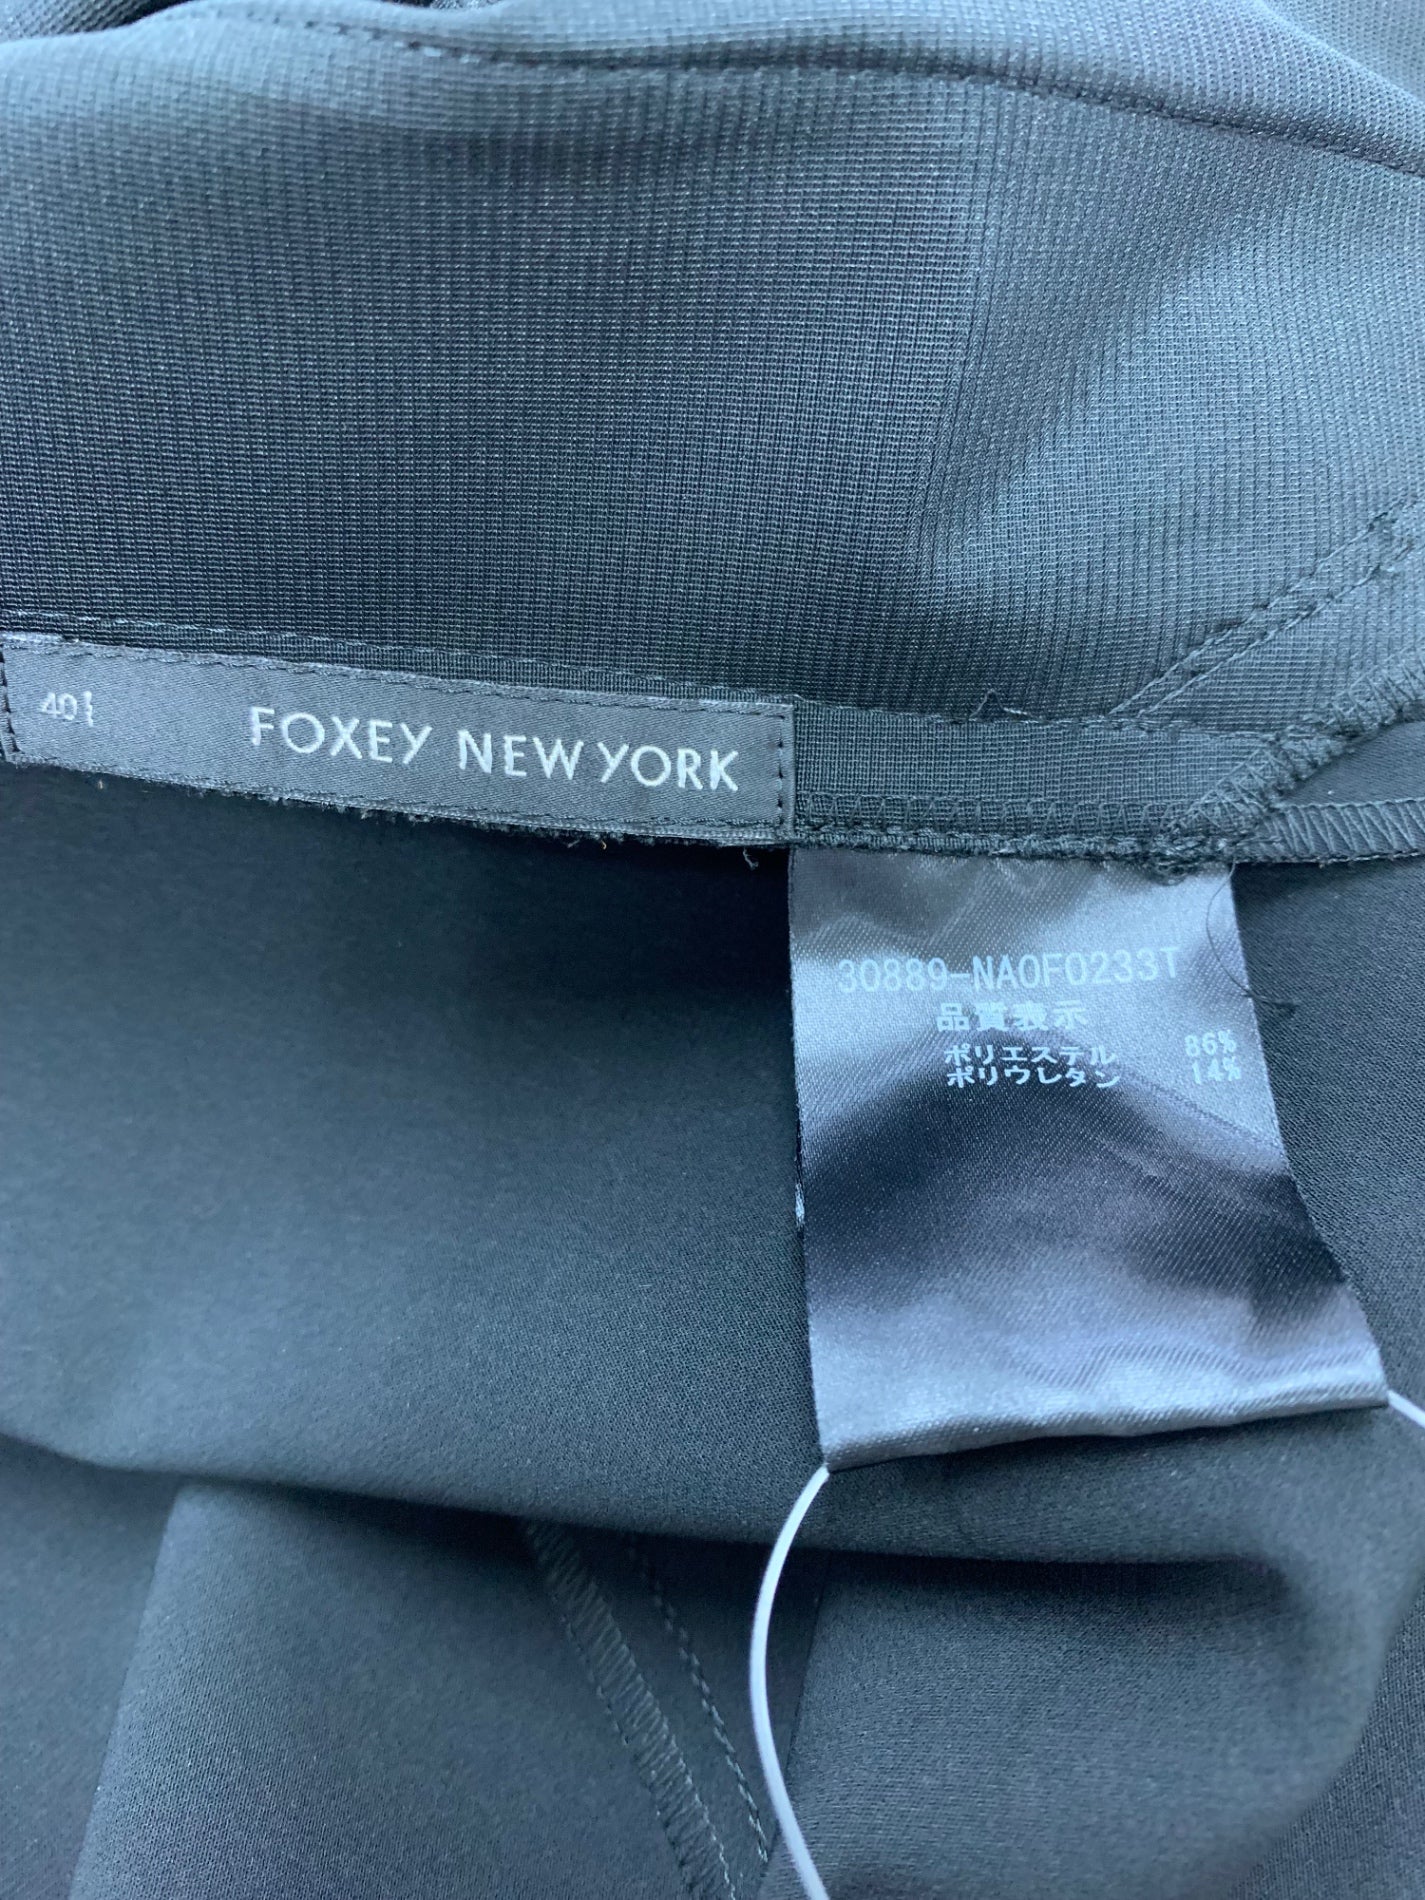 40
FOXEY NEW YORK
30889-NAOF0233T
品質表示
ポリエステル 86%
ポリウレタン 14%